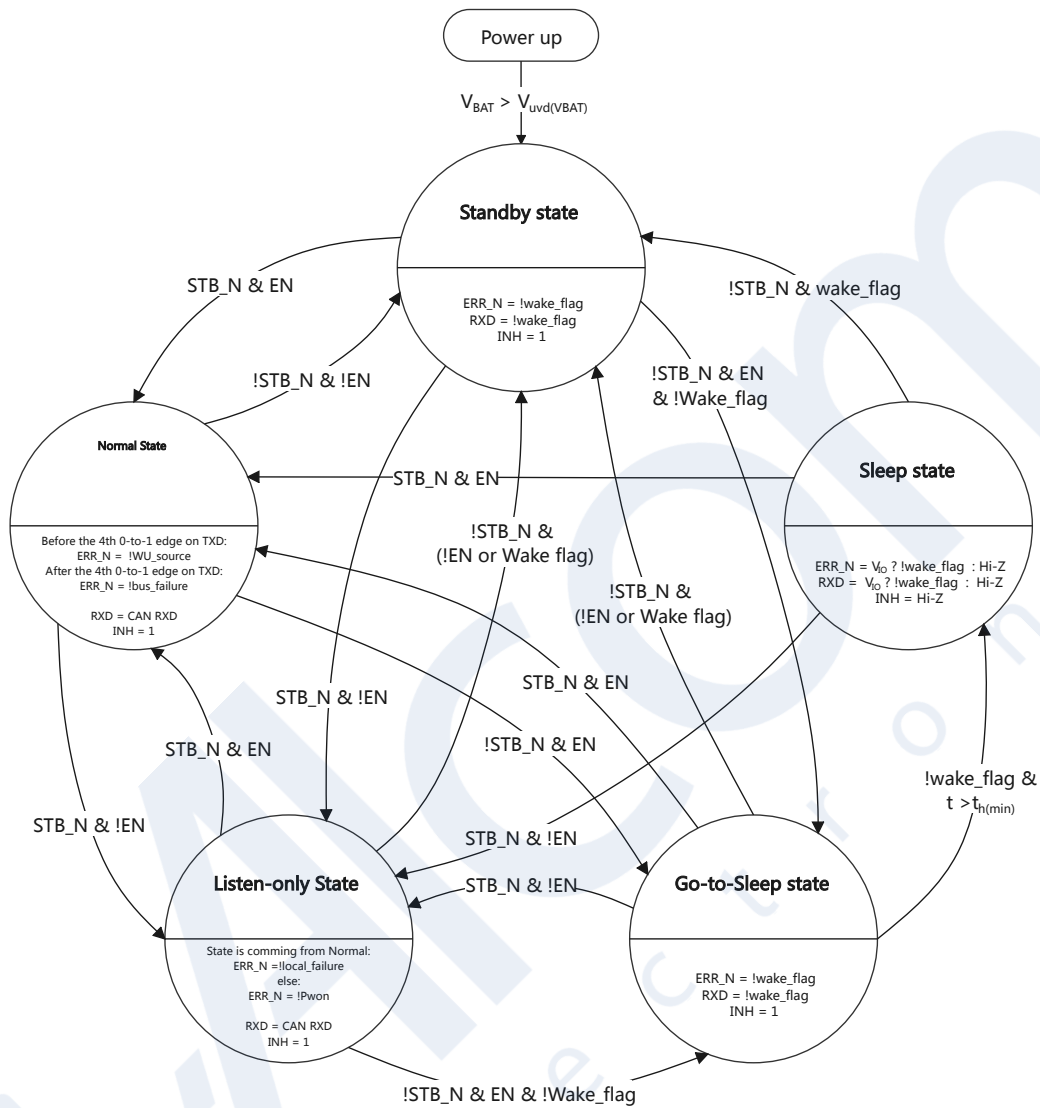 Power up
V_BAT > V_uvd(VBAT)
Standby state
ERR_N = !wake_flag
RXD = !wake_flag
INH = 1
STB_N & EN
!STB_N & wake_flag
!STB_N & !EN
!STB_N & EN
& !Wake_flag
Normal State
Before the 4th 0-to-1 edge on TXD:
ERR_N = !WU_source
After the 4th 0-to-1 edge on TXD:
ERR_N = !bus_failure
RXD = CAN RXD
INH = 1
STB_N & EN
Sleep state
ERR_N = V_IO ? !wake_flag : Hi-Z
RXD = V_IO ? !wake_flag : Hi-Z
INH = Hi-Z
!STB_N &
(!EN or Wake flag)
!STB_N &
(!EN or Wake flag)
STB_N & !EN
STB_N & EN
!STB_N & EN
STB_N & EN
!wake_flag &
t >t_h(min)
STB_N & !EN
STB_N & !EN
STB_N & !EN
Listen-only State
State is comming from Normal:
ERR_N =!local_failure
else:
ERR_N = !Pwon
RXD = CAN RXD
INH = 1
Go-to-Sleep state
ERR_N = !wake_flag
RXD = !wake_flag
INH = 1
!STB_N & EN & !Wake_flag